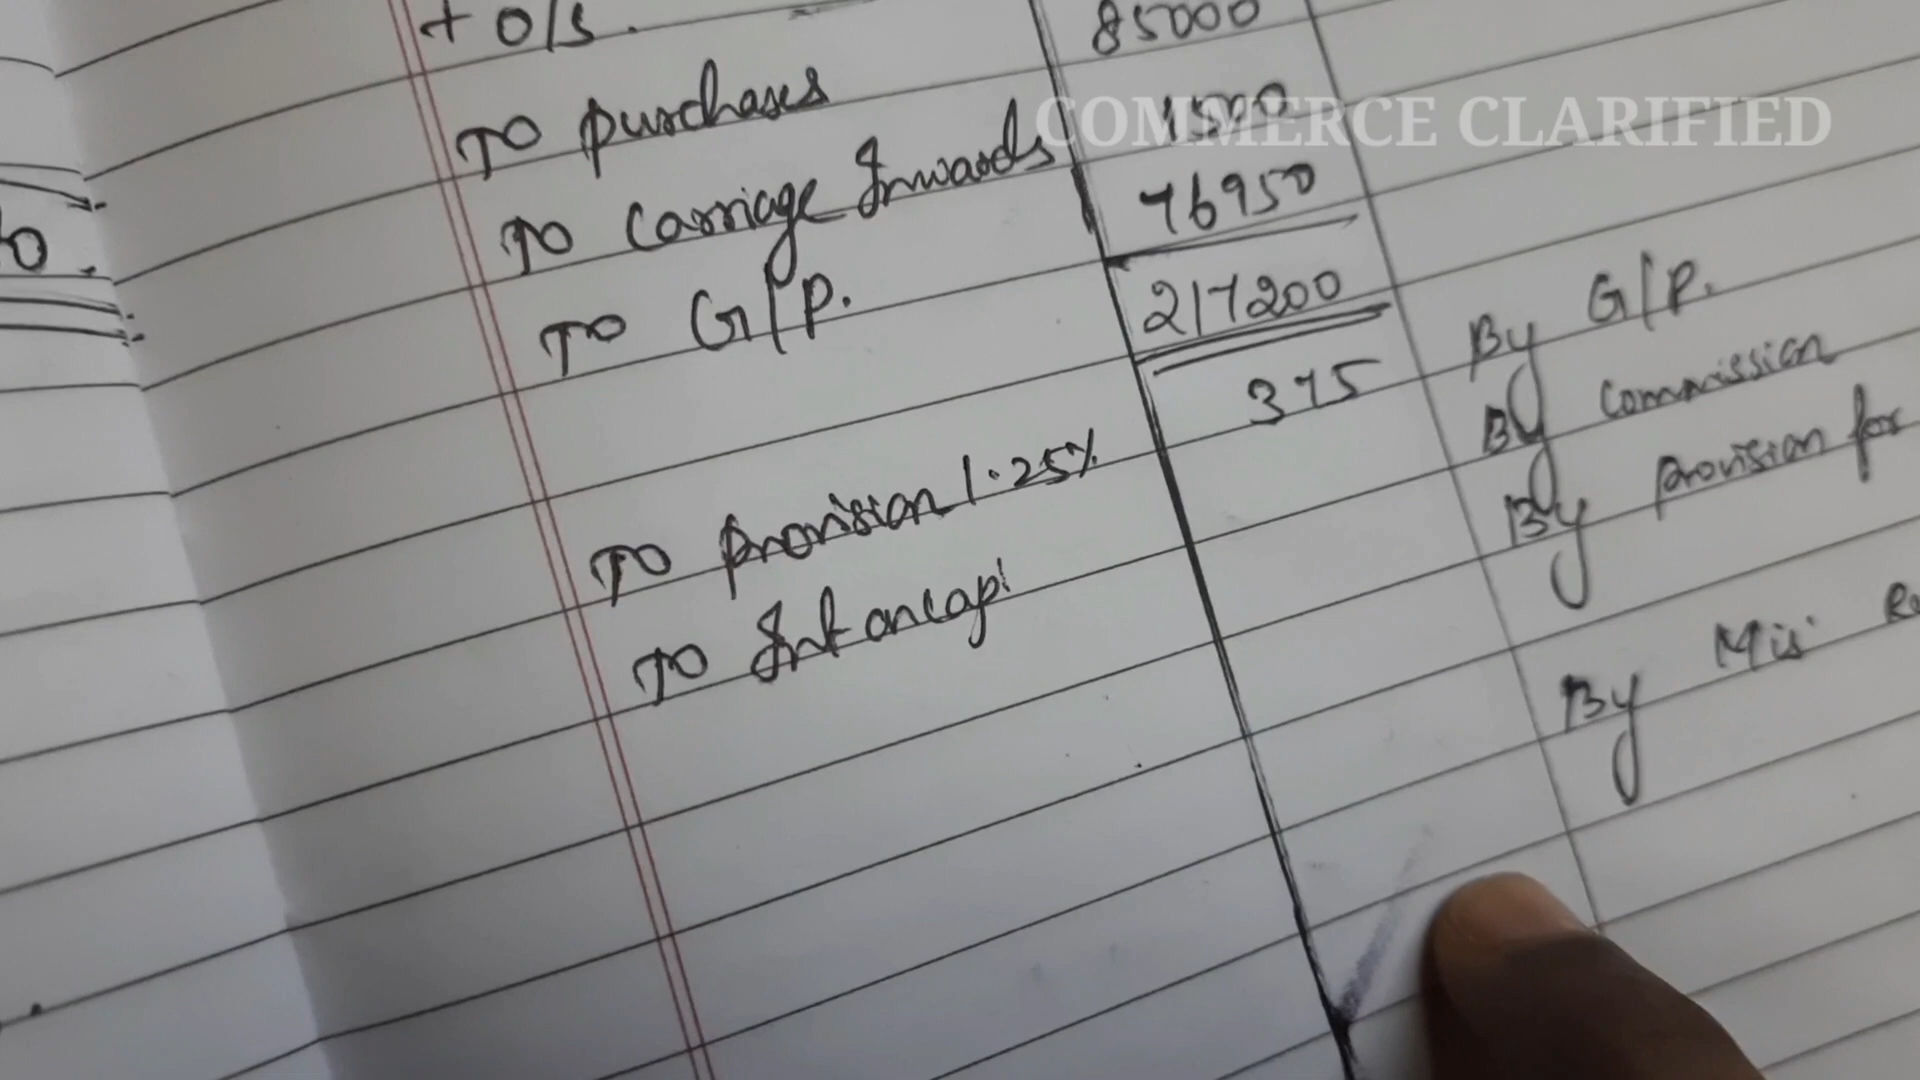 + O/s.
85000
To purchases
1500
COMMERCE CLARIFIED
To Carriage Inwards
76950
To G/P.
217200
By G/P.
375
By Commission
To provision 1.25%
By provision for
To Int on cap
By Mis